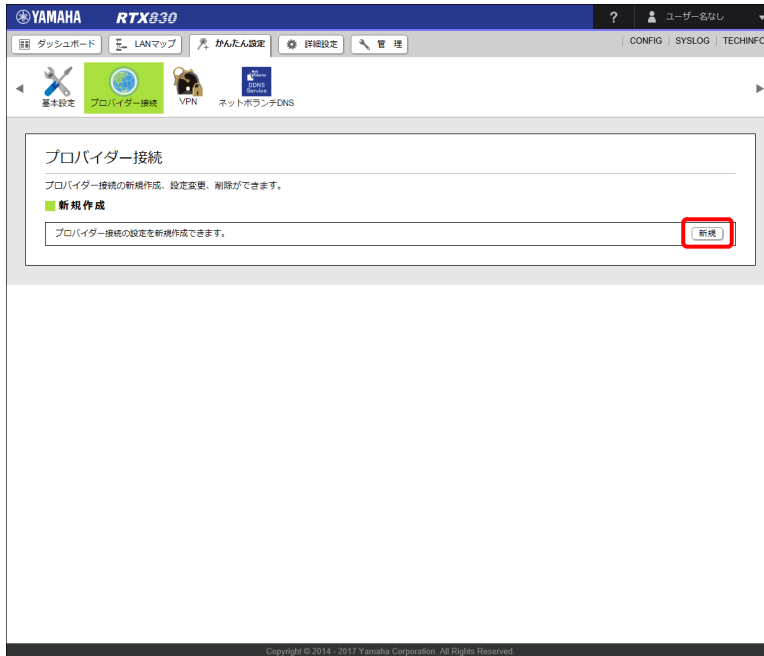 YAMAHA RTX830 ? ユーザー名なし
ダッシュボード LANマップ かんたん設定 詳細設定 管 理 CONFIG SYSLOG TECHINFO
Net Volante DDNS Service
基本設定 プロバイダー接続 VPN ネットボランチDNS
プロバイダー接続
プロバイダー接続の新規作成、設定変更、削除ができます。
新規作成
プロバイダー接続の設定を新規作成できます。 新規
Copyright © 2014 - 2017 Yamaha Corporation. All Rights Reserved.